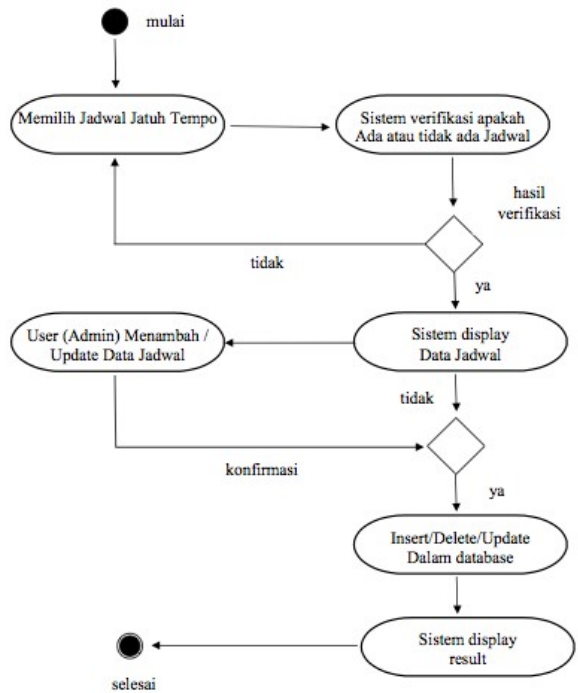 mulai
Memilih Jadwal Jatuh Tempo
Sistem verifikasi apakah
Ada atau tidak ada Jadwal
hasil
verifikasi
tidak
ya
User (Admin) Menambah /
Update Data Jadwal
Sistem display
Data Jadwal
tidak
konfirmasi
ya
Insert/Delete/Update
Dalam database
Sistem display
result
selesai